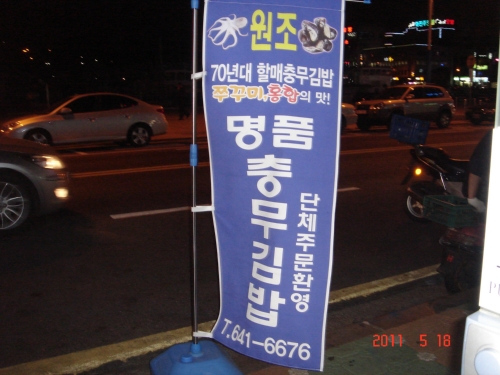 원조
70년대 할매충무김밥
쭈꾸미,홍합의 맛!
명품
충무김밥
단체주문환영
T.641-6676
2011 5 18